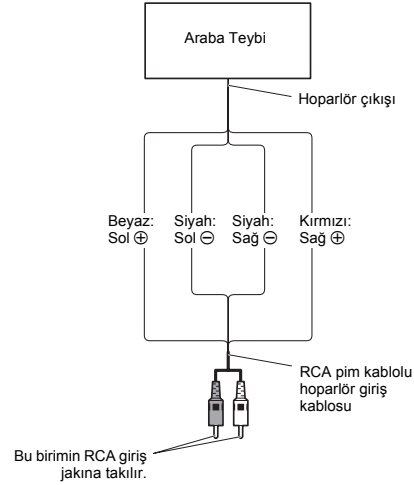 Araba Teybi
Hoparlör çıkışı
Beyaz:
Sol ⊕
Siyah:
Sol ⊖
Siyah:
Sağ ⊖
Kırmızı:
Sağ ⊕
RCA pim kablolu
hoparlör giriş
kablosu
Bu birimin RCA giriş
jakına takılır.